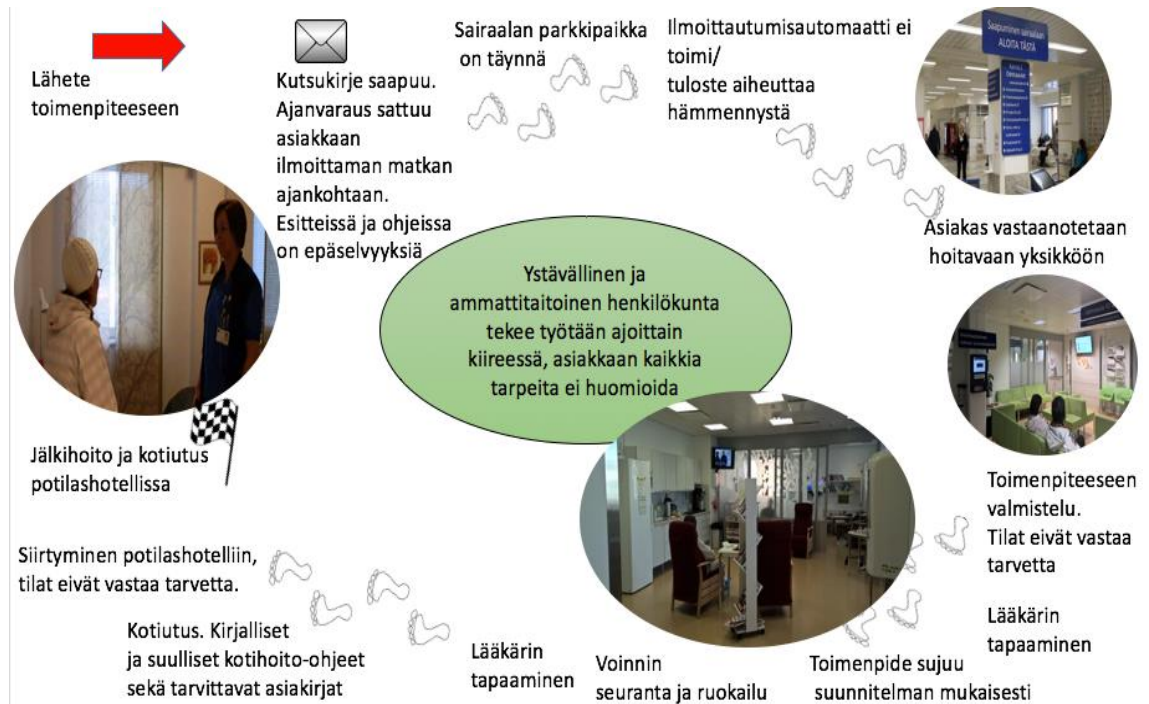 Lähete
toimenpiteeseen
Kutsukirje saapuu.
Ajanvaraus sattuu
asiakkaan
ilmoittaman matkan
ajankohtaan.
Esitteissä ja ohjeissa
on epäselvyyksiä
Sairaalan parkkipaikka
on täynnä
Ilmoittautumisautomaatti ei
toimi/
tuloste aiheuttaa
hämmennystä
Saapuminen sairaalaan
ALOITA TÄSTÄ
Asiakas vastaanotetaan
hoitavaan yksikköön
Ystävällinen ja
ammattitaitoinen henkilökunta
tekee työtään ajoittain
kiireessä, asiakkaan kaikkia
tarpeita ei huomioida
Toimenpiteeseen
valmistelu.
Tilat eivät vastaa
tarvetta
Lääkärin
tapaaminen
Toimenpide sujuu
suunnitelman mukaisesti
Voinnin
seuranta ja ruokailu
Lääkärin
tapaaminen
Kotiutus. Kirjalliset
ja suulliset kotihoito-ohjeet
sekä tarvittavat asiakirjat
Siirtyminen potilashotelliin,
tilat eivät vastaa tarvetta.
Jälkihoito ja kotiutus
potilashotellissa